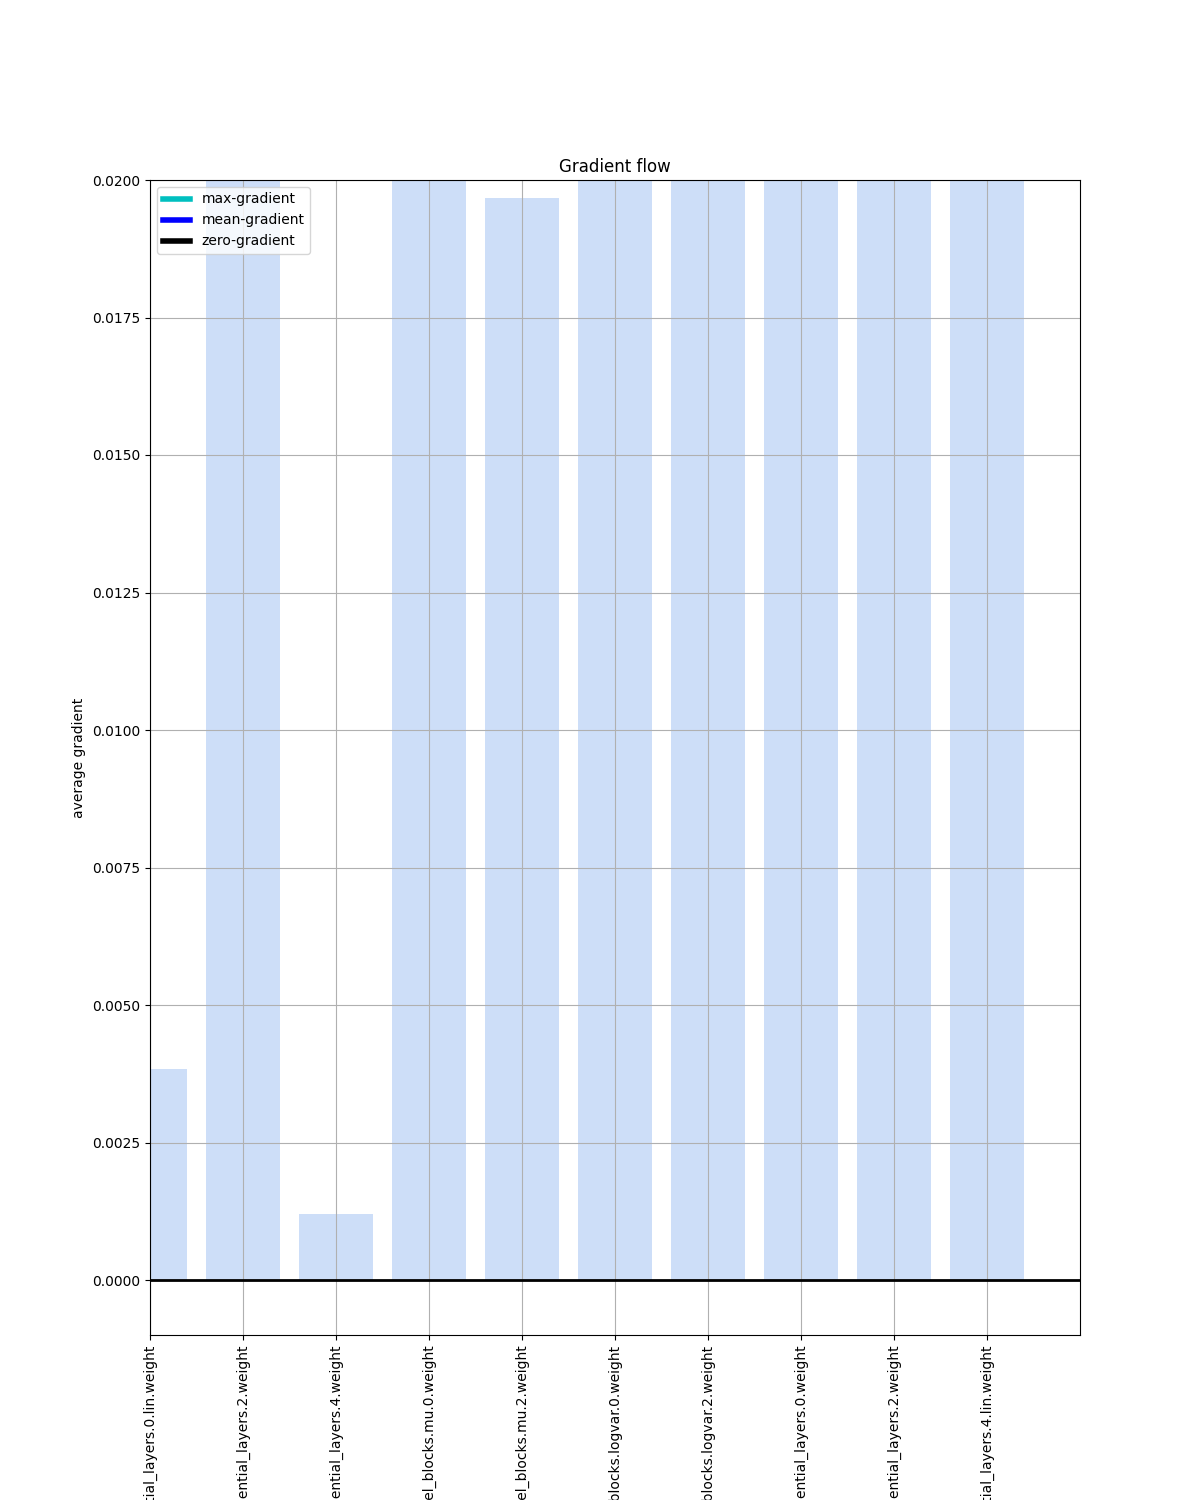 Gradient flow
max-gradient
mean-gradient
zero-gradient
0.0200
0.0175
0.0150
0.0125
0.0100
0.0075
0.0050
0.0025
0.0000
average gradient
tial_layers.0.lin.weight
ential_layers.2.weight
ential_layers.4.weight
el_blocks.mu.0.weight
el_blocks.mu.2.weight
blocks.logvar.0.weight
blocks.logvar.2.weight
ential_layers.0.weight
ential_layers.2.weight
tial_layers.4.lin.weight